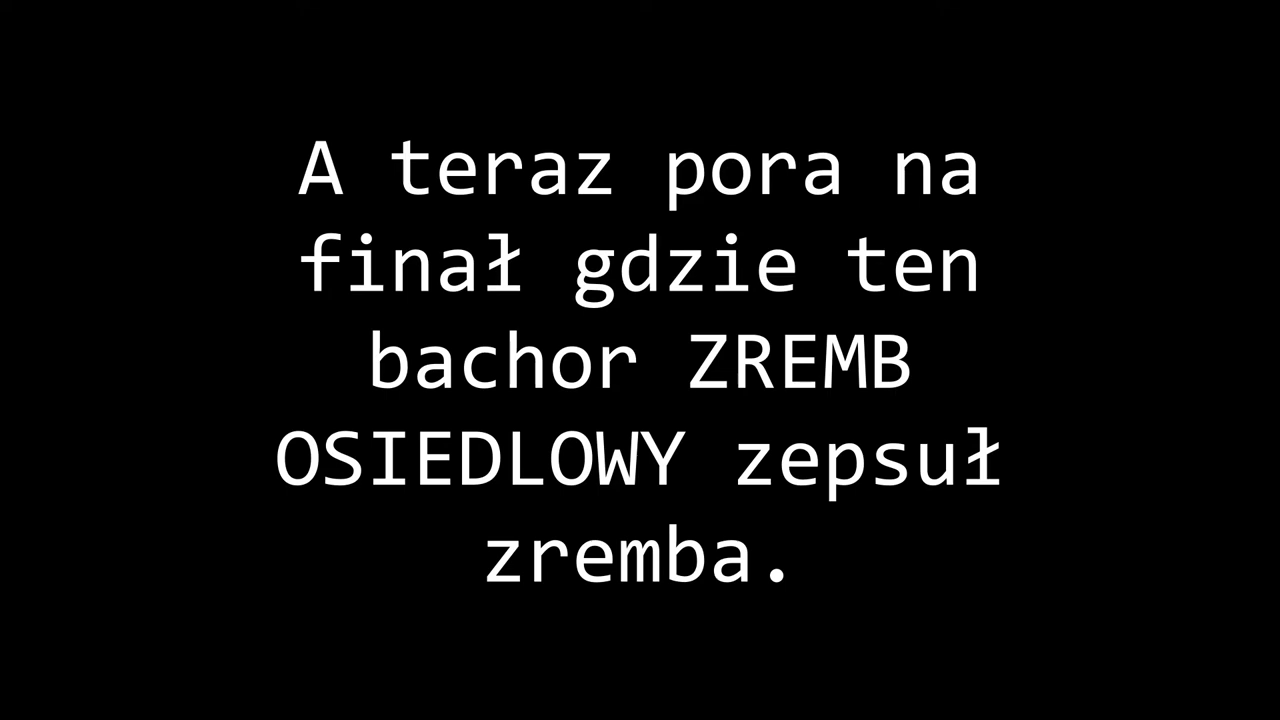 A teraz pora na
finał gdzie ten
bachor ZREMB
OSIEDLOWY zepsuł
zremba.